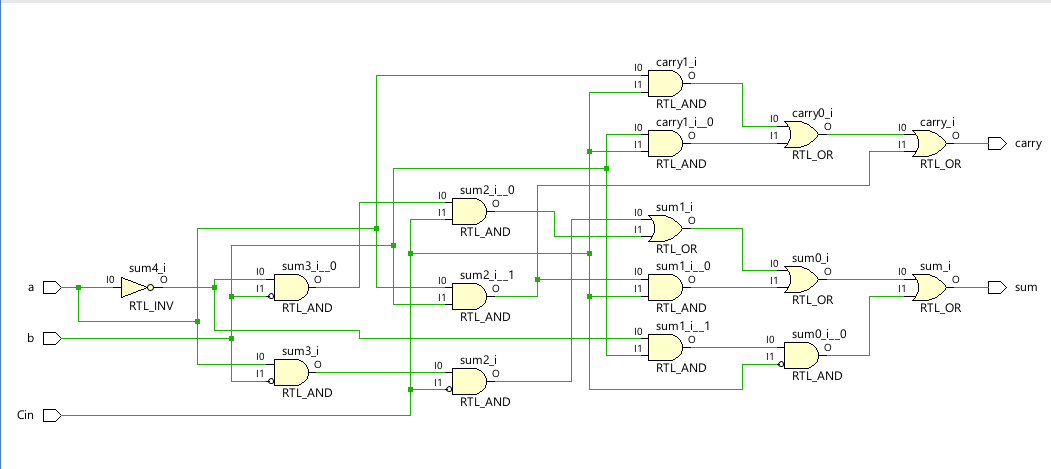 carry1_i
I0
O
I1
RTL_AND
carry1_i__0
I0
O
I1
RTL_AND
carry0_i
I0
O
I1
RTL_OR
carry_i
I0
O
I1
RTL_OR
carry
sum2_i__0
I0
O
I1
RTL_AND
sum1_i
I0
O
I1
RTL_OR
sum4_i
I0
O
RTL_INV
a
sum3_i__0
I0
O
I1
RTL_AND
sum2_i__1
I0
O
I1
RTL_AND
sum1_i__0
I0
O
I1
RTL_AND
sum0_i
I0
O
I1
RTL_OR
sum_i
I0
O
I1
RTL_OR
sum
b
sum3_i
I0
O
I1
RTL_AND
sum2_i
I0
O
I1
RTL_AND
sum1_i__1
I0
O
I1
RTL_AND
sum0_i__0
I0
O
I1
RTL_AND
Cin